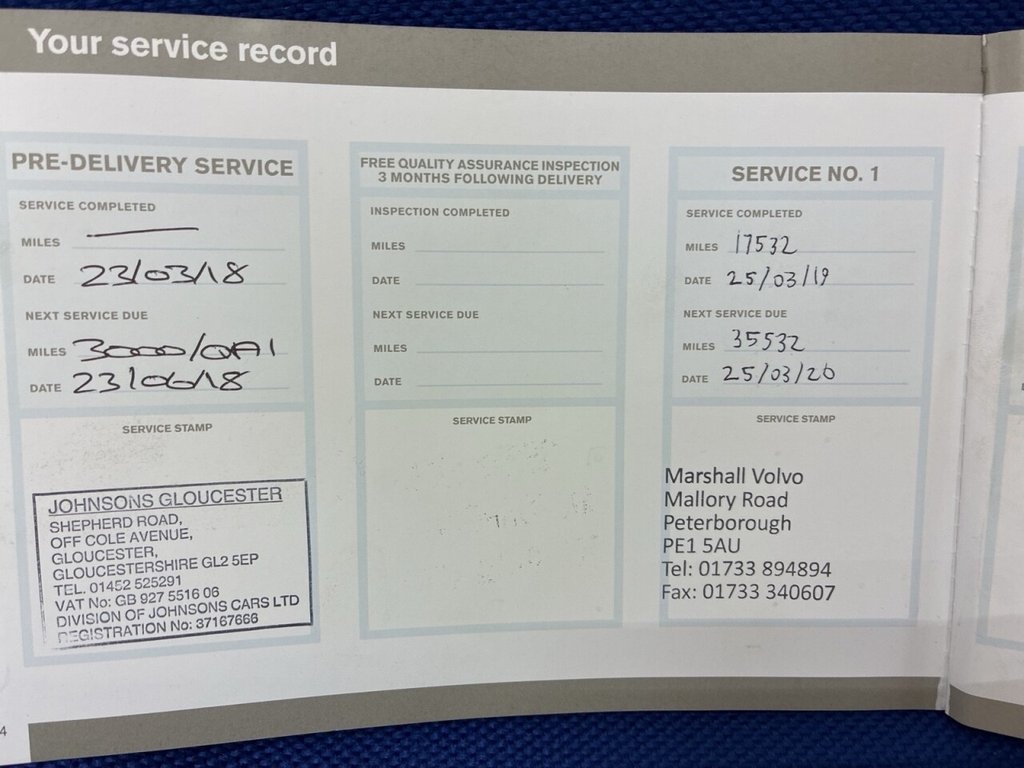 Your service record
PRE-DELIVERY SERVICE
SERVICE COMPLETED
MILES
DATE 23/03/18
NEXT SERVICE DUE
MILES 3000/QA1
DATE 23/06/18
SERVICE STAMP
JOHNSONS GLOUCESTER
SHEPHERD ROAD,
OFF COLE AVENUE,
GLOUCESTER,
GLOUCESTERSHIRE GL2 5EP
TEL. 01452 525291
VAT No: GB 927 5516 06
DIVISION OF JOHNSONS CARS LTD
REGISTRATION No: 37167668
FREE QUALITY ASSURANCE INSPECTION
3 MONTHS FOLLOWING DELIVERY
INSPECTION COMPLETED
MILES
DATE
NEXT SERVICE DUE
MILES
DATE
SERVICE STAMP
SERVICE NO. 1
SERVICE COMPLETED
MILES 17532
DATE 25/03/19
NEXT SERVICE DUE
MILES 35532
DATE 25/03/20
SERVICE STAMP
Marshall Volvo
Mallory Road
Peterborough
PE1 5AU
Tel: 01733 894894
Fax: 01733 340607
4